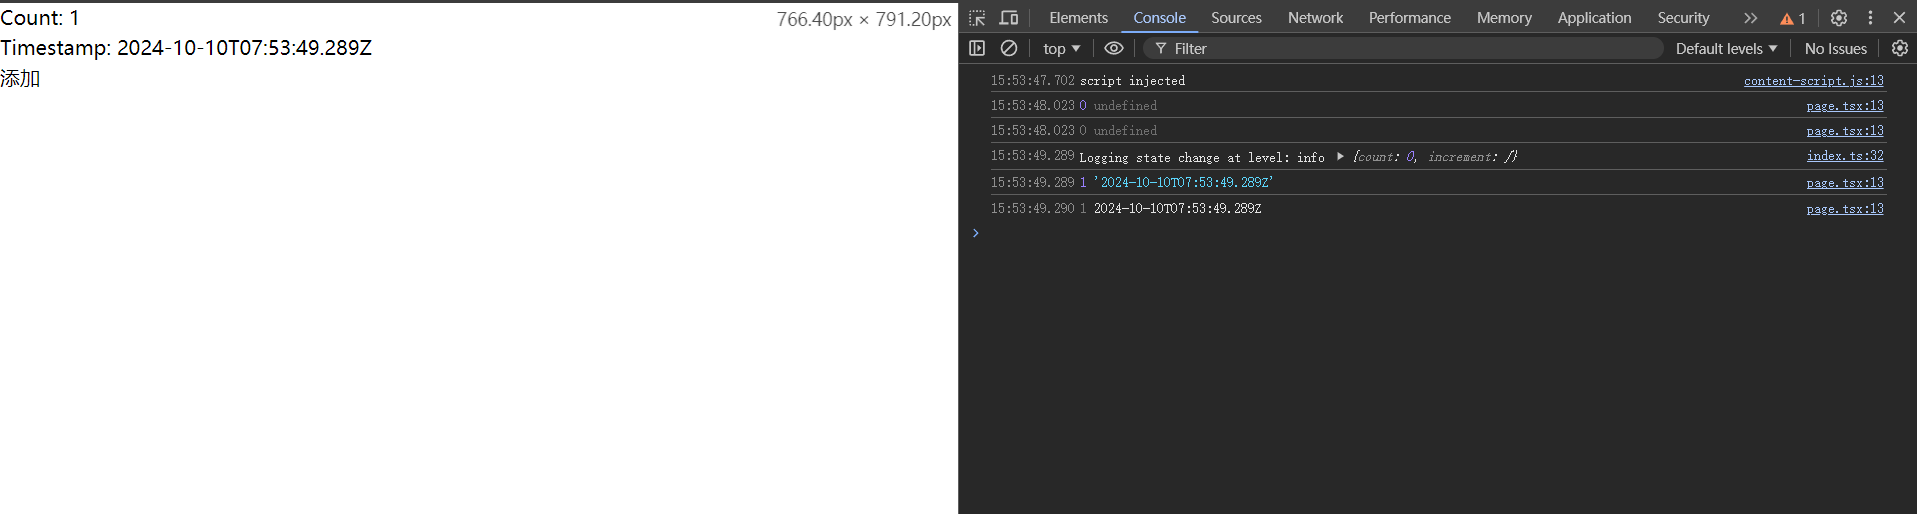 Count: 1
766.40px × 791.20px
Timestamp: 2024-10-10T07:53:49.289Z
添加
Elements Console Sources Network Performance Memory Application Security 1
top Filter Default levels No Issues
15:53:47.702 script injected content-script.js:13
15:53:48.023 0 undefined page.tsx:13
15:53:48.023 0 undefined page.tsx:13
15:53:49.289 Logging state change at level: info {count: 0, increment: ƒ} index.ts:32
15:53:49.289 1 '2024-10-10T07:53:49.289Z' page.tsx:13
15:53:49.290 1 2024-10-10T07:53:49.289Z page.tsx:13